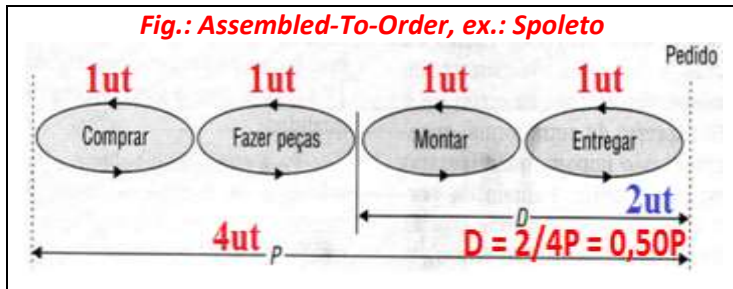 Fig.: Assembled-To-Order, ex.: Spoleto
Pedido
1ut 1ut 1ut 1ut
Comprar Fazer peças Montar Entregar
D 2ut
4ut D = 2/4P = 0,50P
P